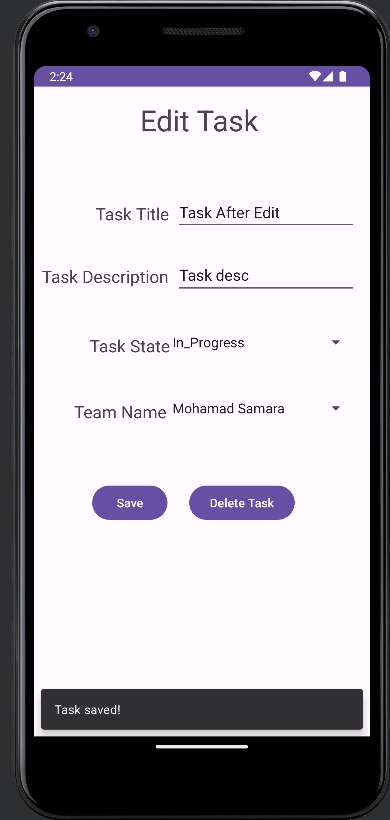 2:24
Edit Task
Task Title Task After Edit
Task Description Task desc
Task State In_Progress
Team Name Mohamad Samara
Save Delete Task
Task saved!